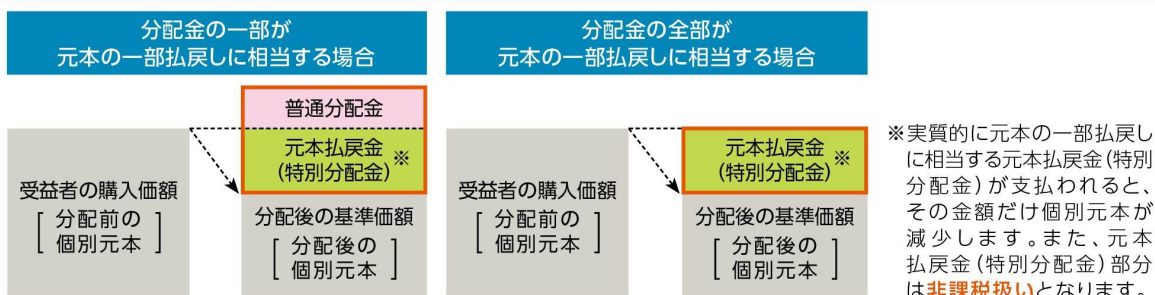 分配金の一部が
元本の一部払戻しに相当する場合
普通分配金
元本払戻金
(特別分配金)※
受益者の購入価額
[分配前の
個別元本]
分配後の基準価額
[分配後の
個別元本]
分配金の全部が
元本の一部払戻しに相当する場合
元本払戻金
(特別分配金)※
受益者の購入価額
[分配前の
個別元本]
分配後の基準価額
[分配後の
個別元本]
※実質的に元本の一部払戻し
に相当する元本払戻金(特別
分配金)が支払われると、
その金額だけ個別元本が
減少します。また、元本
払戻金(特別分配金)部分
は非課税扱いとなります。